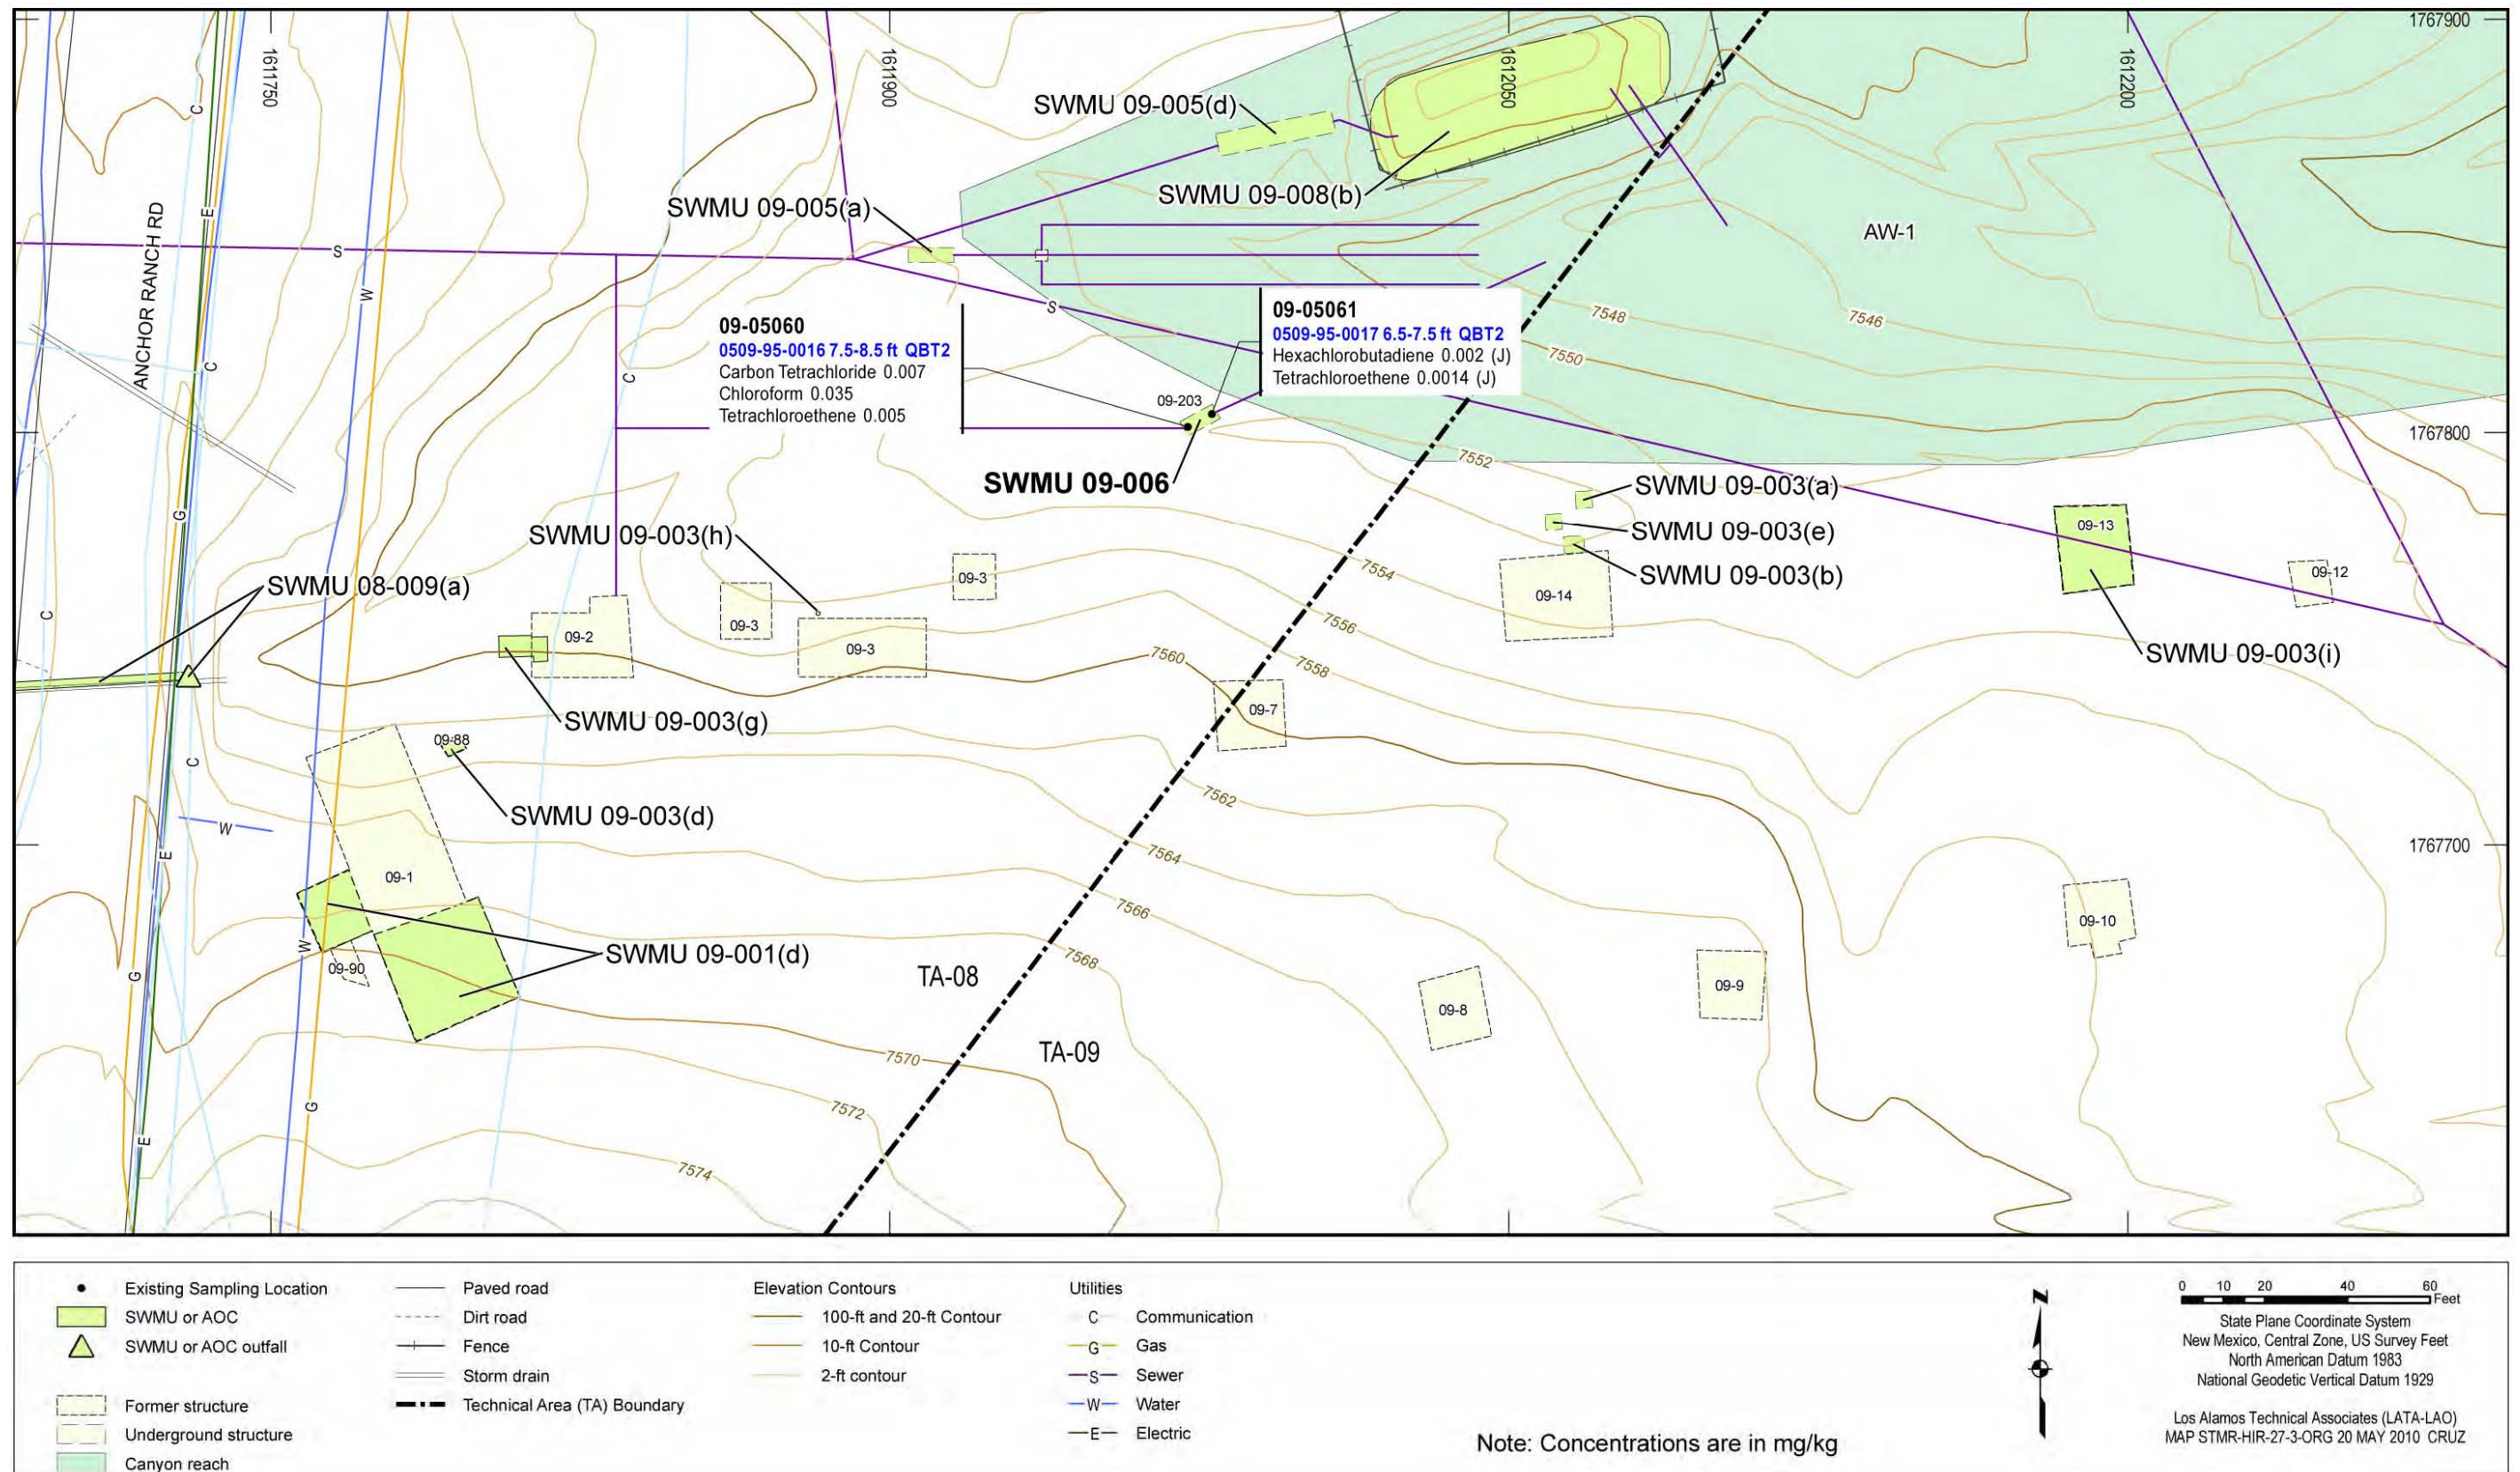 1767900
1611750
1611900
1612050
1612200
C
SWMU 09-005(d)
SWMU 09-008(b)
ANCHOR RANCH RD
E
SWMU 09-005(a)
AW-1
S
W
S
09-05060
0509-95-0016 7.5-8.5 ft QBT2
Carbon Tetrachloride 0.007
Chloroform 0.035
Tetrachloroethene 0.005
09-05061
0509-95-0017 6.5-7.5 ft QBT2
Hexachlorobutadiene 0.002 (J)
Tetrachloroethene 0.0014 (J)
7548
7546
7550
C
C
09-203
1767800
7552
SWMU 09-006
SWMU 09-003(a)
G
SWMU 09-003(h)
SWMU 09-003(e)
09-13
7554
SWMU 09-003(b)
09-12
SWMU 08-009(a)
C
09-3
09-14
09-2
09-3
09-3
7556
SWMU 09-003(i)
7560
7558
SWMU 09-003(g)
09-7
09-88
C
7562
SWMU 09-003(d)
W
E
7564
1767700
09-1
7566
09-10
W
SWMU 09-001(d)
7568
09-90
G
TA-08
09-9
09-8
TA-09
7570
G
7572
E
7574
Existing Sampling Location
SWMU or AOC
SWMU or AOC outfall
Former structure
Underground structure
Canyon reach
Paved road
Dirt road
Fence
Storm drain
Technical Area (TA) Boundary
Elevation Contours
100-ft and 20-ft Contour
10-ft Contour
2-ft contour
Utilities
C Communication
G Gas
S Sewer
W Water
E Electric
Note: Concentrations are in mg/kg
N
0 10 20 40 60
Feet
State Plane Coordinate System
New Mexico, Central Zone, US Survey Feet
North American Datum 1983
National Geodetic Vertical Datum 1929
Los Alamos Technical Associates (LATA-LAO)
MAP STMR-HIR-27-3-ORG 20 MAY 2010 CRUZ